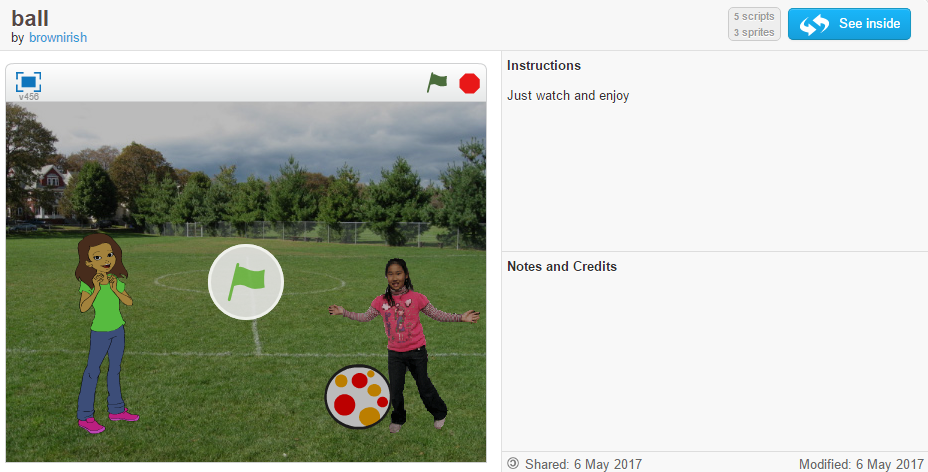 ball
by brownirish
5 scripts
3 sprites
See inside
v456
Instructions
Just watch and enjoy
Notes and Credits
Shared: 6 May 2017
Modified: 6 May 2017